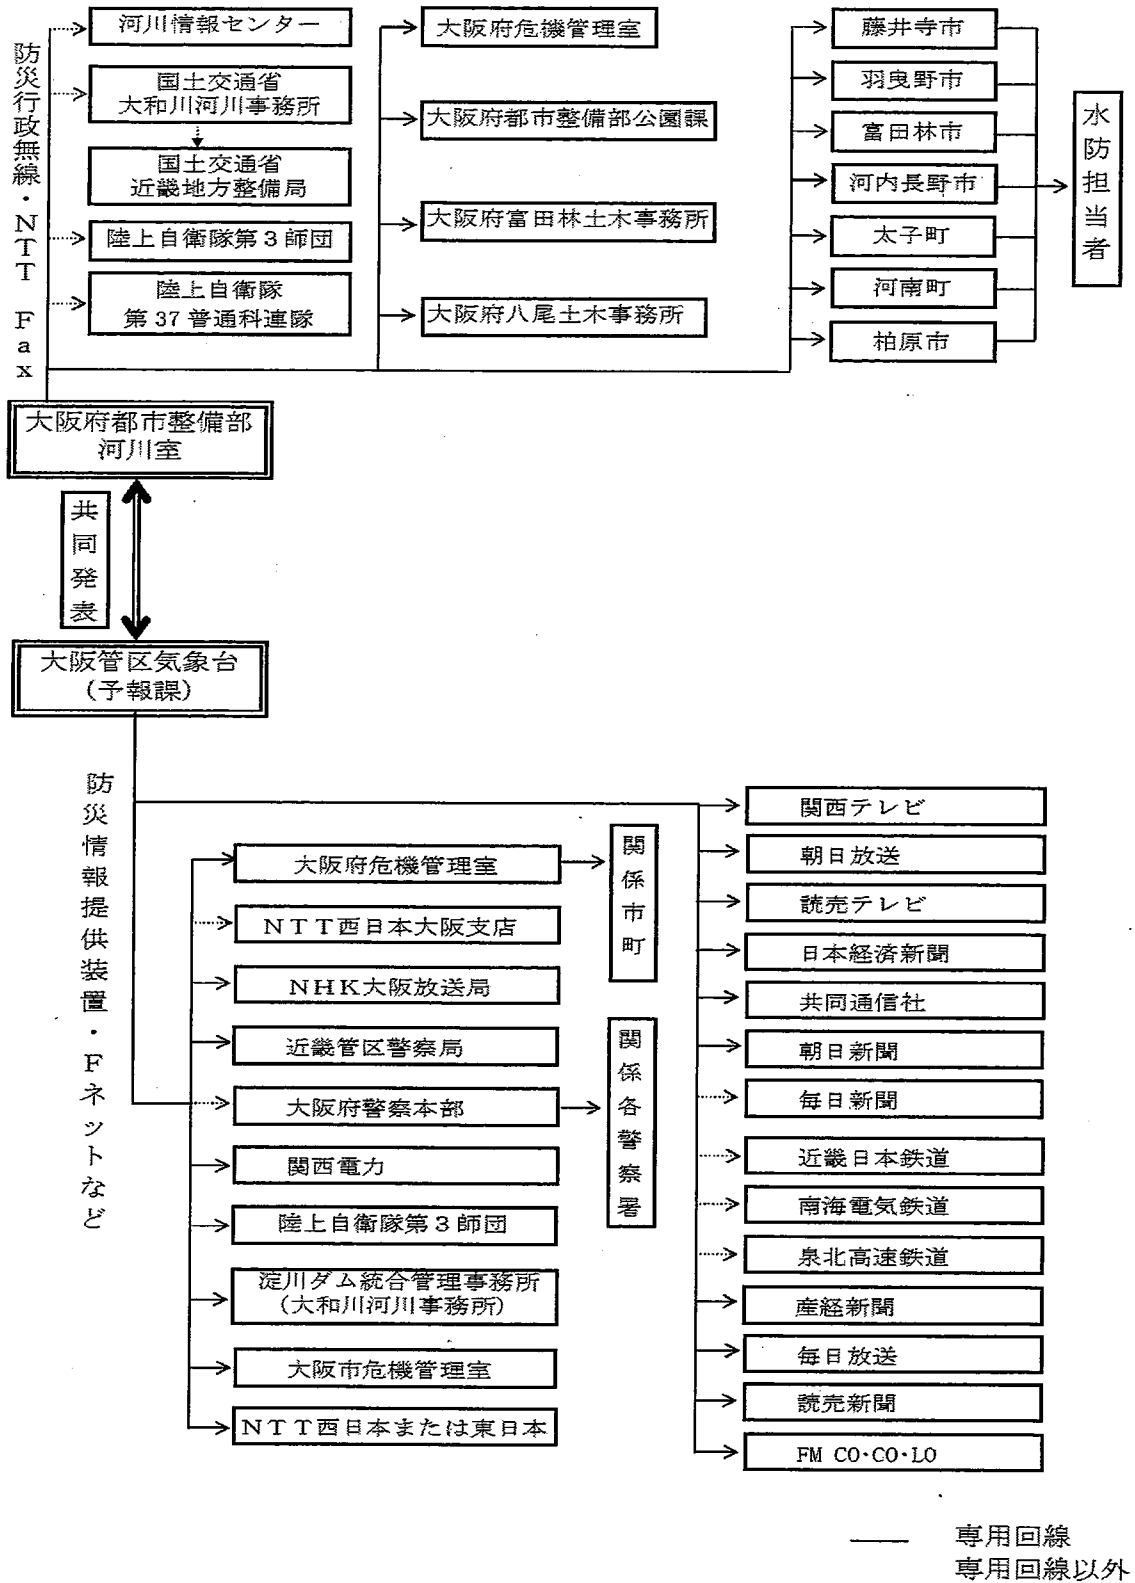 防災行政無線・NTT Fax
河川情報センター
国土交通省
大和川河川事務所
国土交通省
近畿地方整備局
陸上自衛隊第3師団
陸上自衛隊
第37普通科連隊
大阪府危機管理室
大阪府都市整備部公園課
大阪府富田林土木事務所
大阪府八尾土木事務所
藤井寺市
羽曳野市
富田林市
河内長野市
太子町
河南町
柏原市
水防担当者
大阪府都市整備部
河川室
共同発表
大阪管区気象台
(予報課)
防災情報提供装置・Fネットなど
大阪府危機管理室
NTT西日本大阪支店
NHK大阪放送局
近畿管区警察局
大阪府警察本部
関西電力
陸上自衛隊第3師団
淀川ダム統合管理事務所
(大和川河川事務所)
大阪市危機管理室
NTT西日本または東日本
関係市町
関係各警察署
関西テレビ
朝日放送
読売テレビ
日本経済新聞
共同通信社
朝日新聞
毎日新聞
近畿日本鉄道
南海電気鉄道
泉北高速鉄道
産経新聞
毎日放送
読売新聞
FM CO・CO・LO
専用回線
専用回線以外